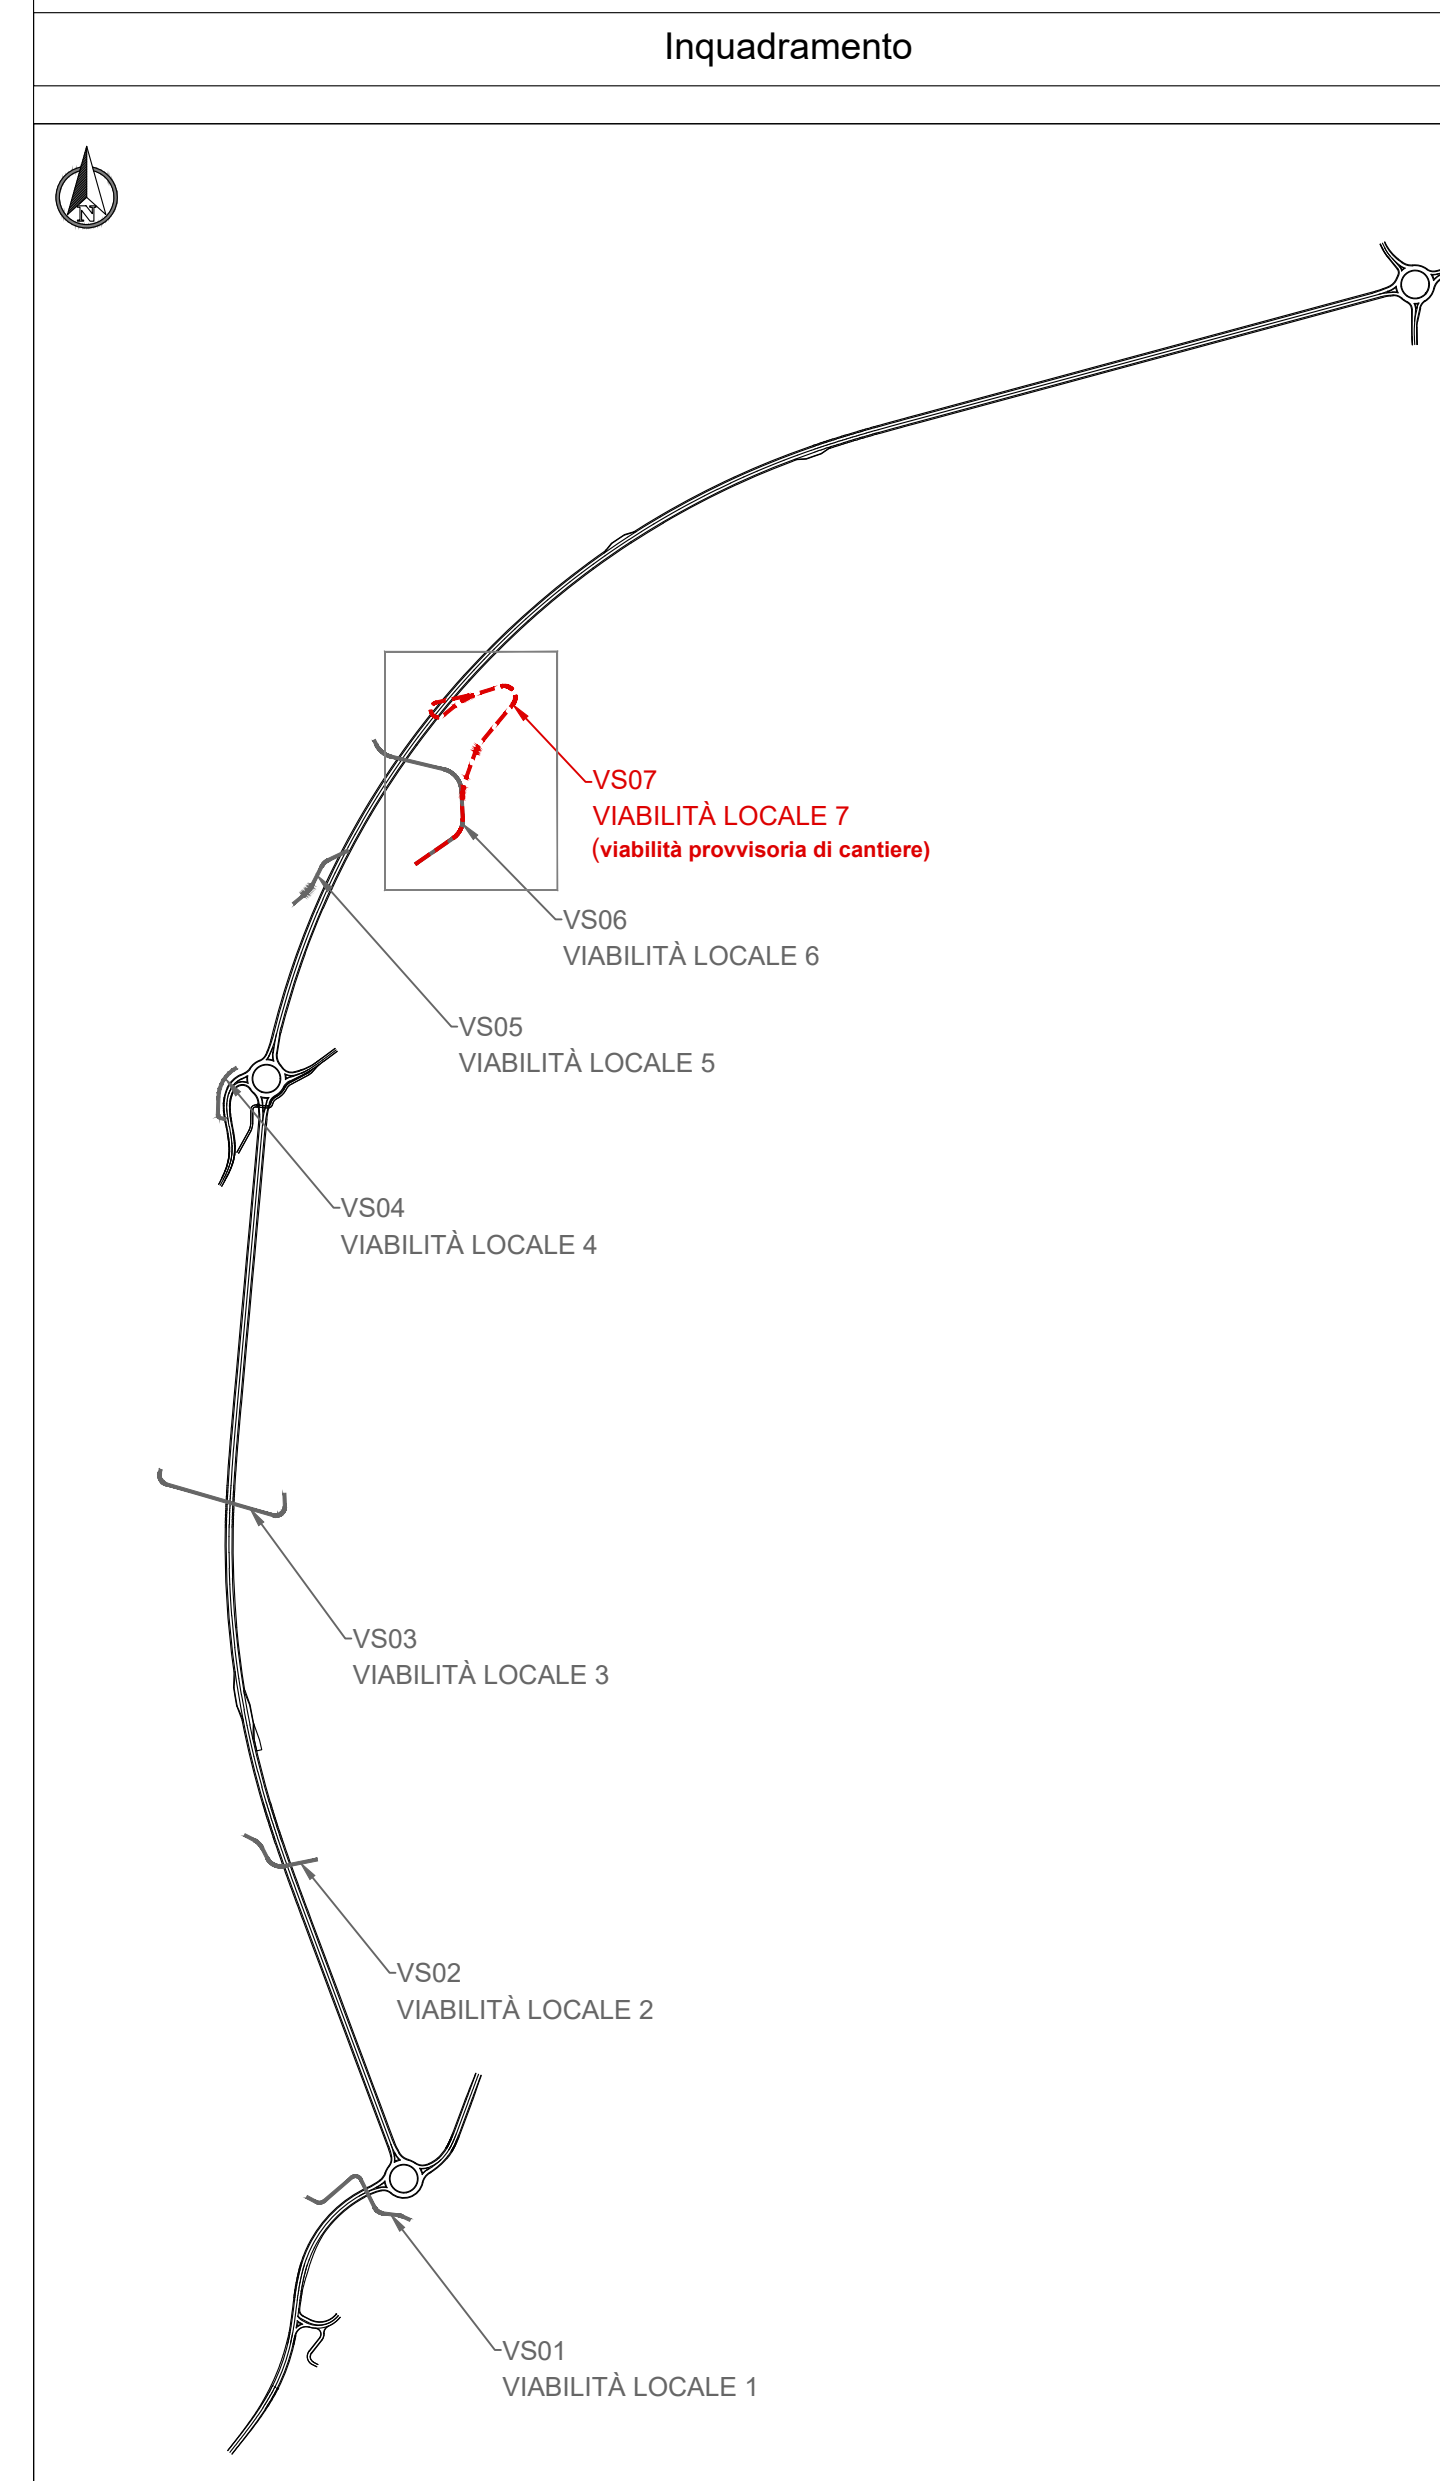 Inquadramento
N
VS07
VIABILITÀ LOCALE 7
(viabilità provvisoria di cantiere)
VS06
VIABILITÀ LOCALE 6
VS05
VIABILITÀ LOCALE 5
VS04
VIABILITÀ LOCALE 4
VS03
VIABILITÀ LOCALE 3
VS02
VIABILITÀ LOCALE 2
VS01
VIABILITÀ LOCALE 1